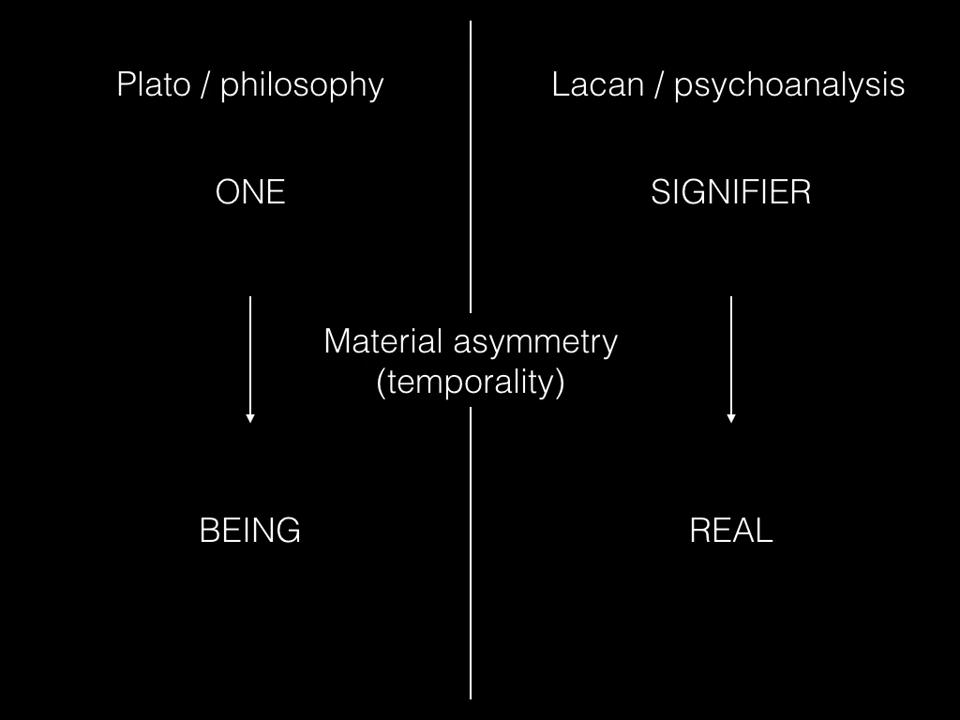 Plato / philosophy
Lacan / psychoanalysis
ONE
SIGNIFIER
Material asymmetry
(temporality)
BEING
REAL